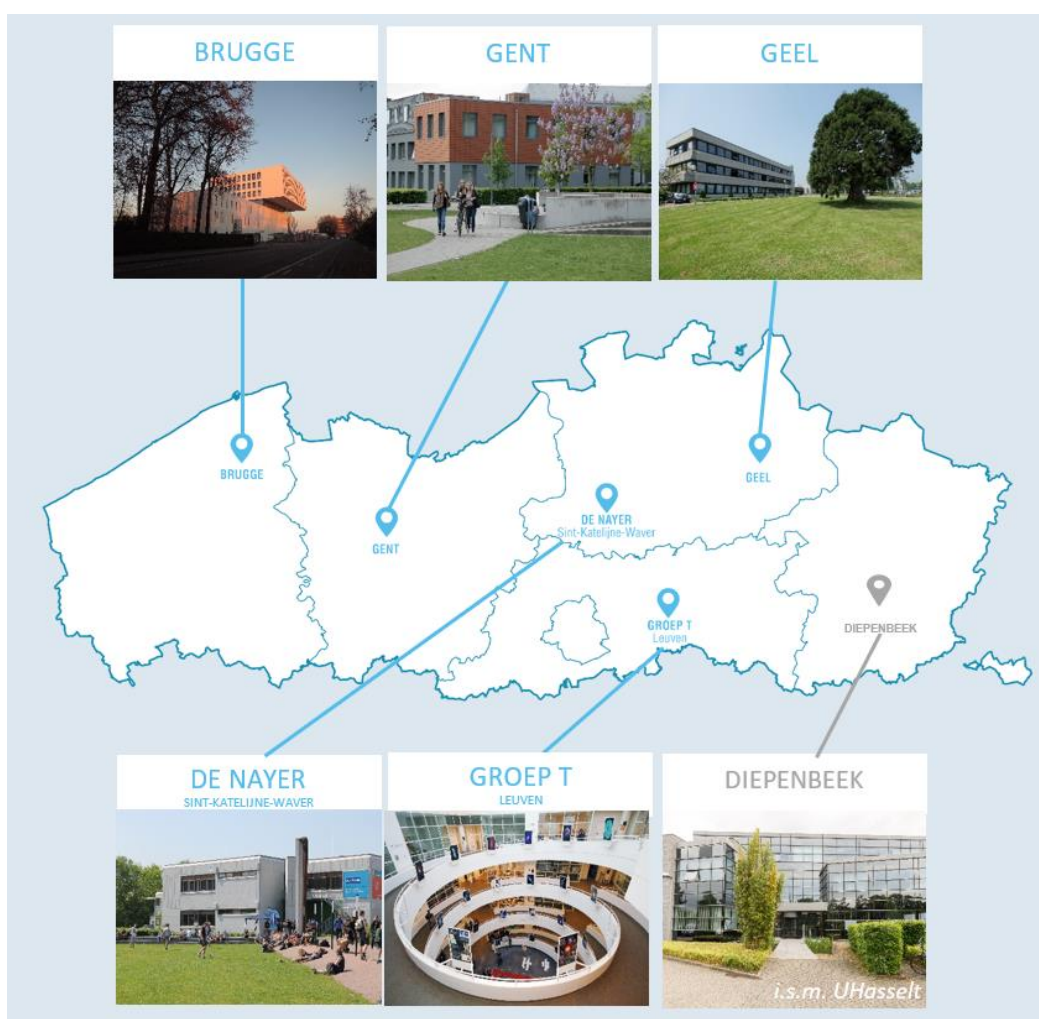 BRUGGE
GENT
GEEL
BRUGGE
GEEL
DE NAYER
Sint-Katelijne-Waver
GENT
GROEP T
Leuven
DIEPENBEEK
DE NAYER
SINT-KATELIJNE-WAVER
GROEP T
LEUVEN
DIEPENBEEK
i.s.m. UHasselt